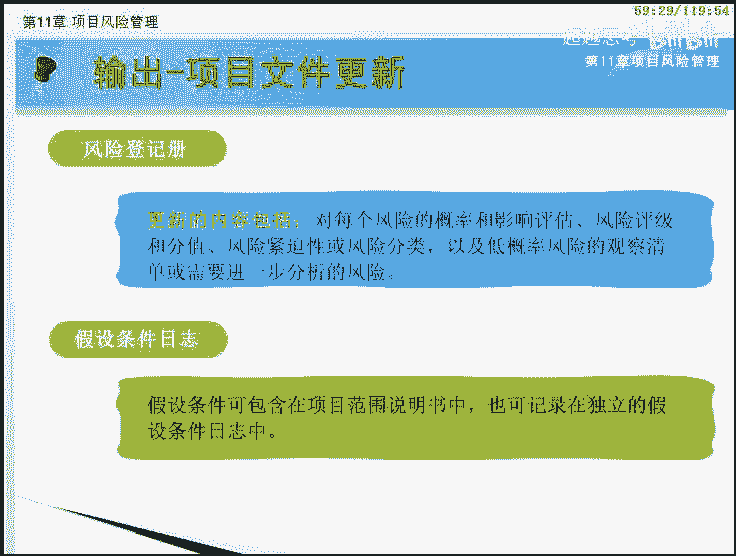 第11章 项目风险管理
59:29/119:54
bilibili
第11章项目风险管理
输出-项目文件更新
风险登记册
更新的内容包括：对每个风险的概率和影响评估、风险评级
和分值、风险紧迫性或风险分类，以及低概率风险的观察清
单或需要进一步分析的风险。
假设条件日志
假设条件可包含在项目范围说明书中，也可记录在独立的假
设条件日志中。